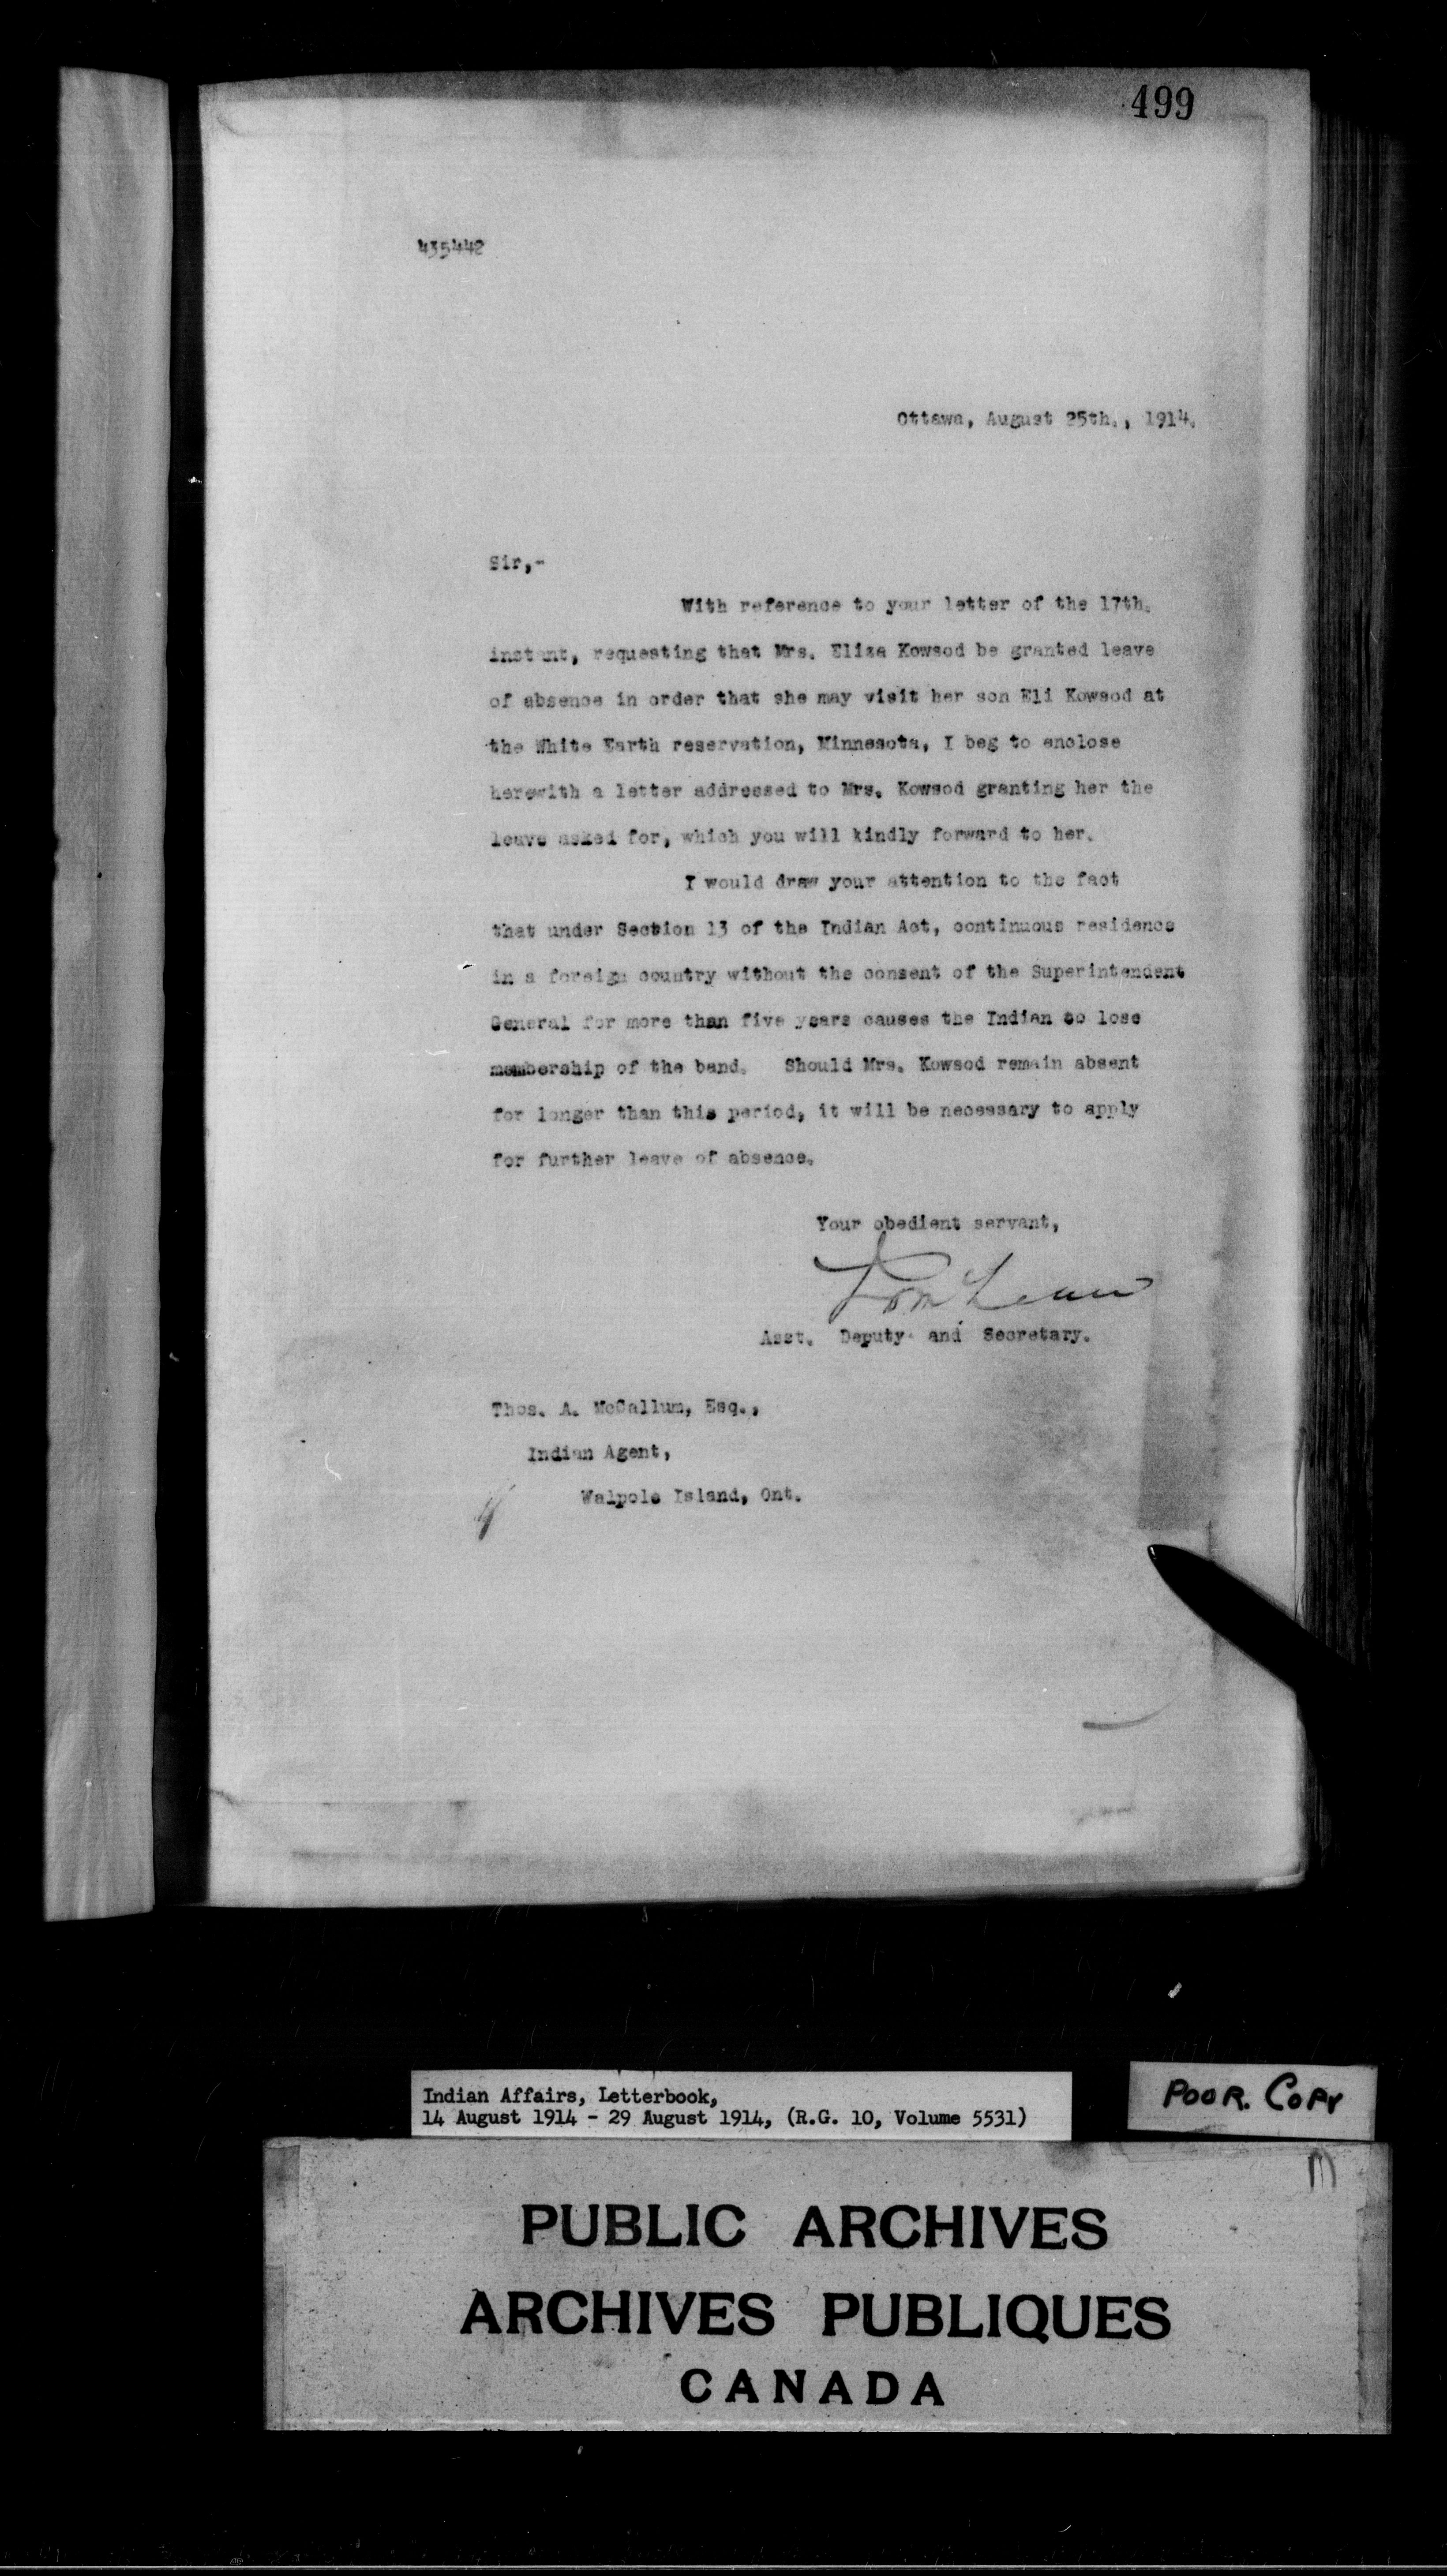 499
435442
Ottawa, August 25th., 1914.
Sir,-
With reference to your letter of the 17th.
instant, requesting that Mrs. Eliza Kowsod be granted leave
of absence in order that she may visit her son Eli Kowsod at
the White Earth reservation, Minnesota, I beg to enclose
herewith a letter addressed to Mrs. Kowsod granting her the
leave asked for, which you will kindly forward to her.
I would draw your attention to the fact
that under Section 13 of the Indian Act, continuous residence
in a foreign country without the consent of the Superintendent
General for more than five years causes the Indian to lose
membership of the band. Should Mrs. Kowsod remain absent
for longer than this period, it will be necessary to apply
for further leave of absence.
Your obedient servant,
Asst. Deputy and Secretary.
Thos. A. McCallum, Esq.,
Indian Agent,
Walpole Island, Ont.
Indian Affairs, Letterbook,
14 August 1914 - 29 August 1914, (R.G. 10, Volume 5531)
POOR. COPY
PUBLIC ARCHIVES
ARCHIVES PUBLIQUES
CANADA